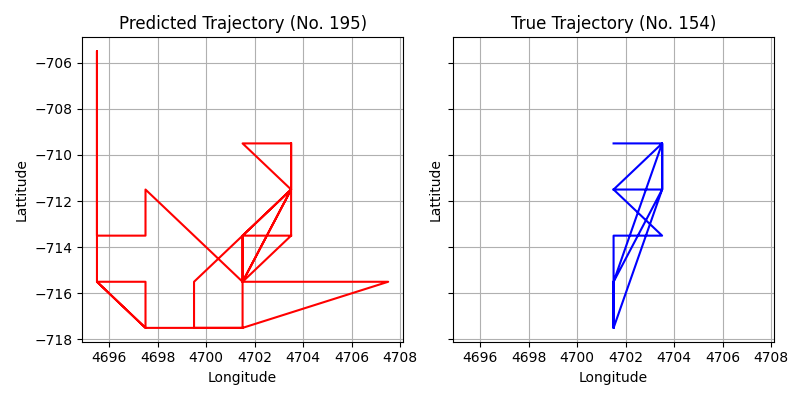 Predicted Trajectory (No. 195)
True Trajectory (No. 154)
Lattitude
−706
−708
−710
−712
−714
−716
−718
4696 4698 4700 4702 4704 4706 4708
Longitude
Lattitude
4696 4698 4700 4702 4704 4706 4708
Longitude